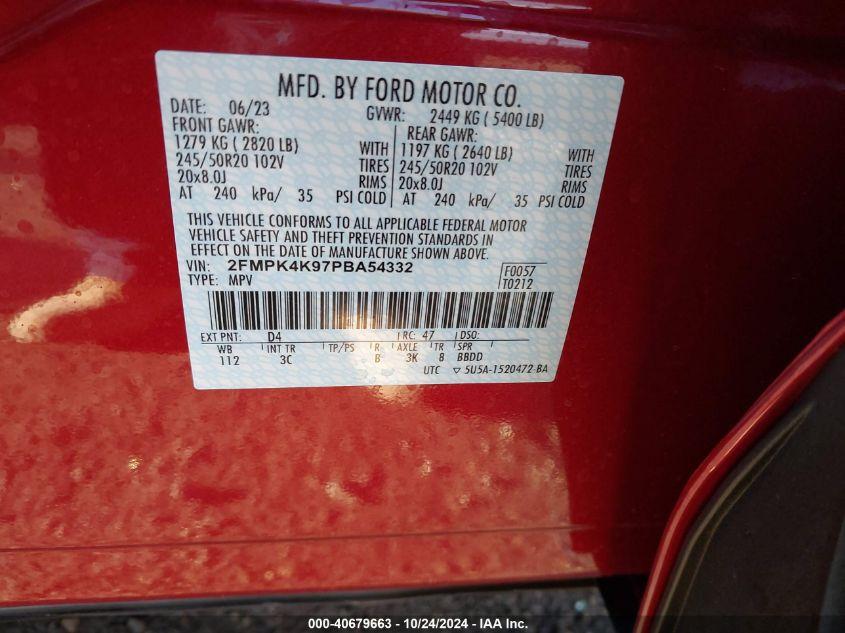 MFD. BY FORD MOTOR CO.
DATE: 06/23 GVWR: 2449 KG ( 5400 LB)
FRONT GAWR: REAR GAWR:
1279 KG ( 2820 LB) WITH 1197 KG ( 2640 LB) WITH
245/50R20 102V TIRES 245/50R20 102V TIRES
20x8.0J RIMS 20x8.0J RIMS
AT 240 kPa/ 35 PSI COLD AT 240 kPa/ 35 PSI COLD
THIS VEHICLE CONFORMS TO ALL APPLICABLE FEDERAL MOTOR
VEHICLE SAFETY AND THEFT PREVENTION STANDARDS IN
EFFECT ON THE DATE OF MANUFACTURE SHOWN ABOVE.
VIN: 2FMPK4K97PBA54332 F0057
TYPE: MPV T0212
EXT PNT: D4 RC: 47 DSO:
WB INT TR TP/PS R AXLE TR SPR
112 3C B 3K 8 BBDD
UTC 5U5A-1520472-BA
000-40679663 - 10/24/2024 - IAA Inc.